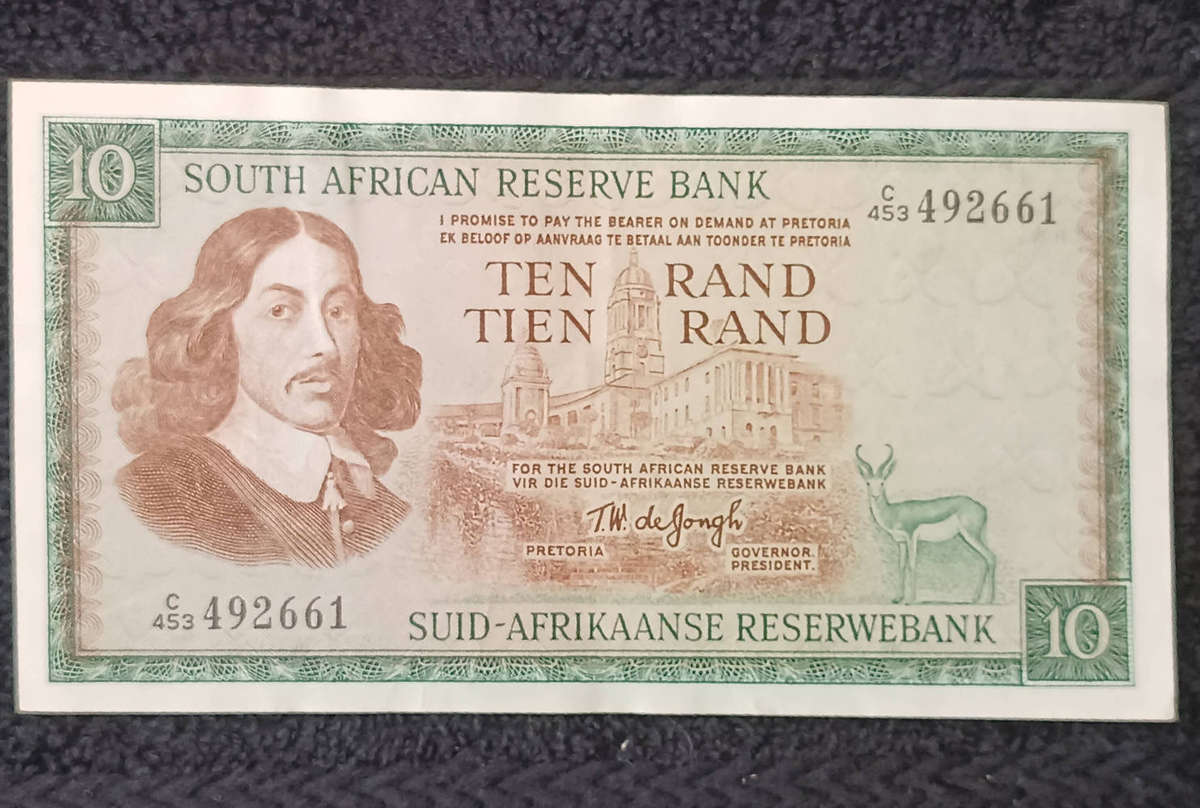 10
SOUTH AFRICAN RESERVE BANK
C/453 492661
I PROMISE TO PAY THE BEARER ON DEMAND AT PRETORIA
EK BELOOF OP AANVRAAG TE BETAAL AAN TOONDER TE PRETORIA
TEN RAND
TIEN RAND
FOR THE SOUTH AFRICAN RESERVE BANK
VIR DIE SUID-AFRIKAANSE RESERWEBANK
T.W. de Jongh
PRETORIA
GOVERNOR.
PRESIDENT.
C/453 492661
SUID-AFRIKAANSE RESERWEBANK
10